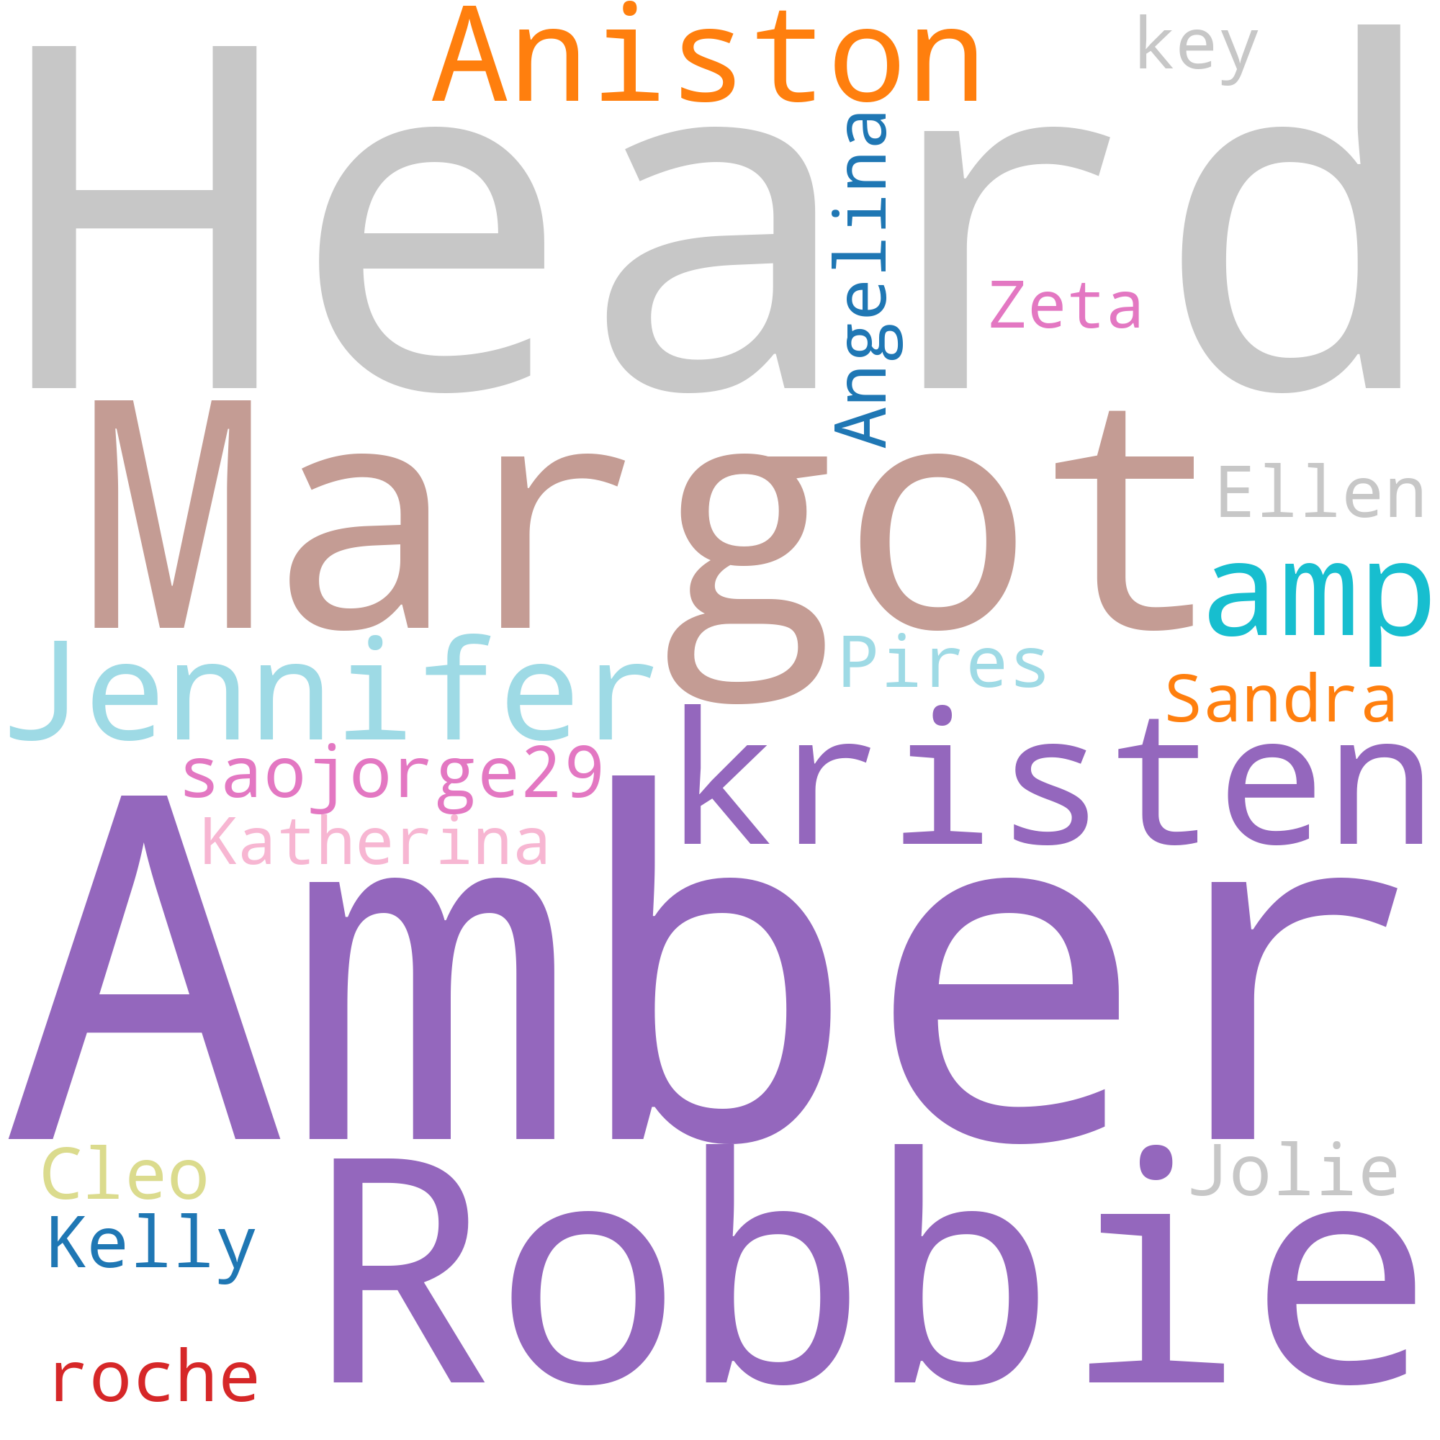 Aniston
key
Heard
Angelina
Zeta
Margot
Ellen
amp
Jennifer
Pires
Sandra
kristen
saojorge29
Katherina
Amber
Cleo
Jolie
Kelly
Robbie
roche